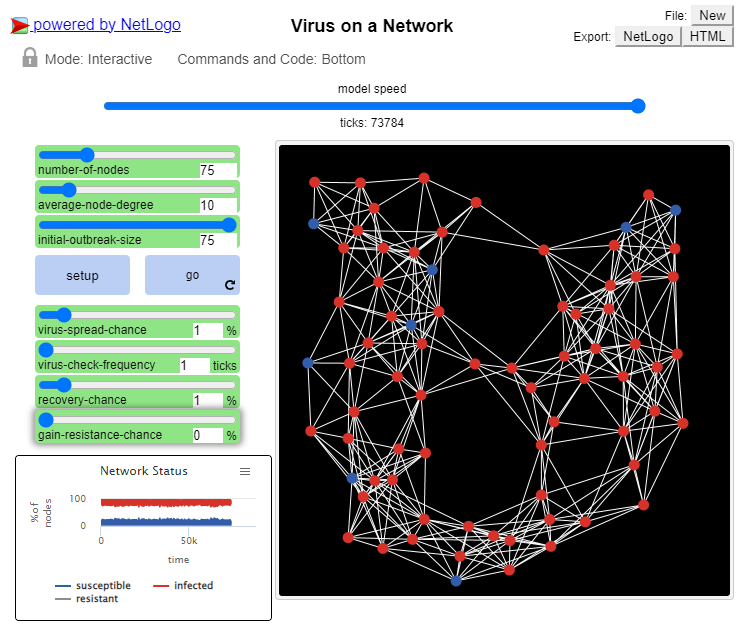 powered by NetLogo
Virus on a Network
File: New
Export: NetLogo HTML
Mode: Interactive Commands and Code: Bottom
model speed
ticks: 73784
number-of-nodes 75
average-node-degree 10
initial-outbreak-size 75
setup go
virus-spread-chance 1 %
virus-check-frequency 1 ticks
recovery-chance 1 %
gain-resistance-chance 0 %
Network Status
% of nodes
100
0
0 50k
time
susceptible infected
resistant